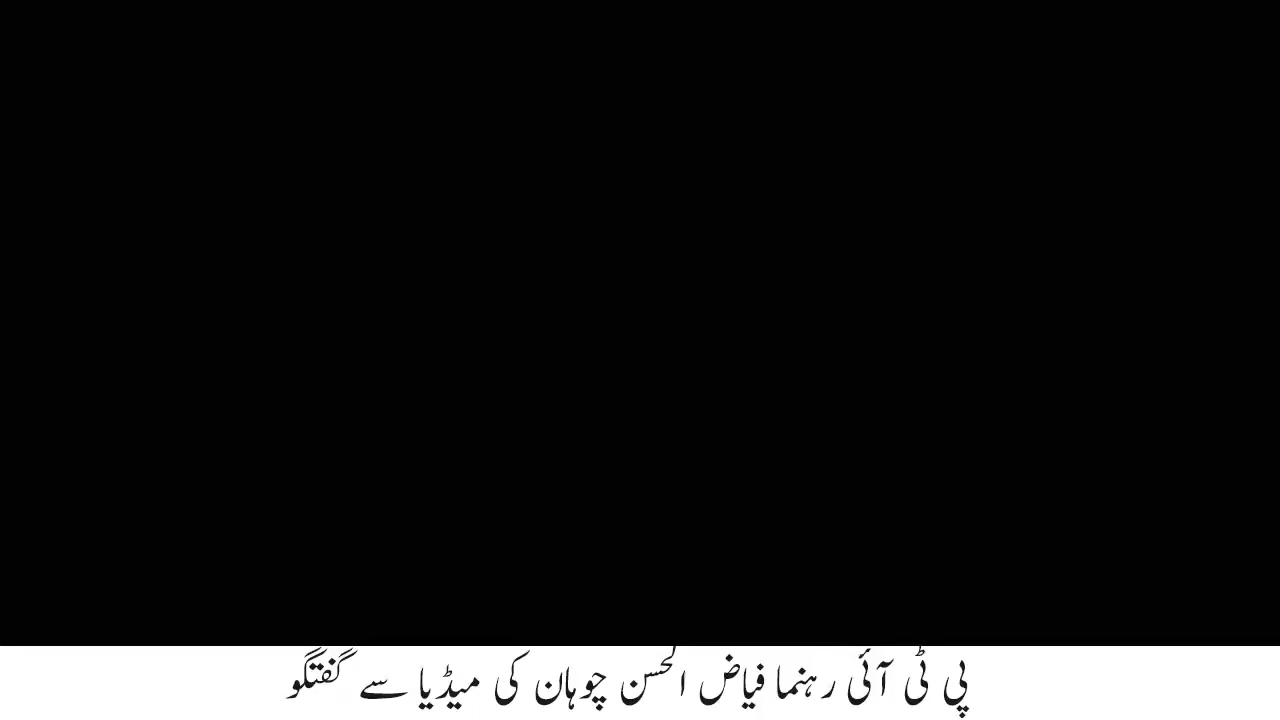 پی ٹی آئی رہنما فیاض الحسن چوہان کی میڈیا سے گفتگو